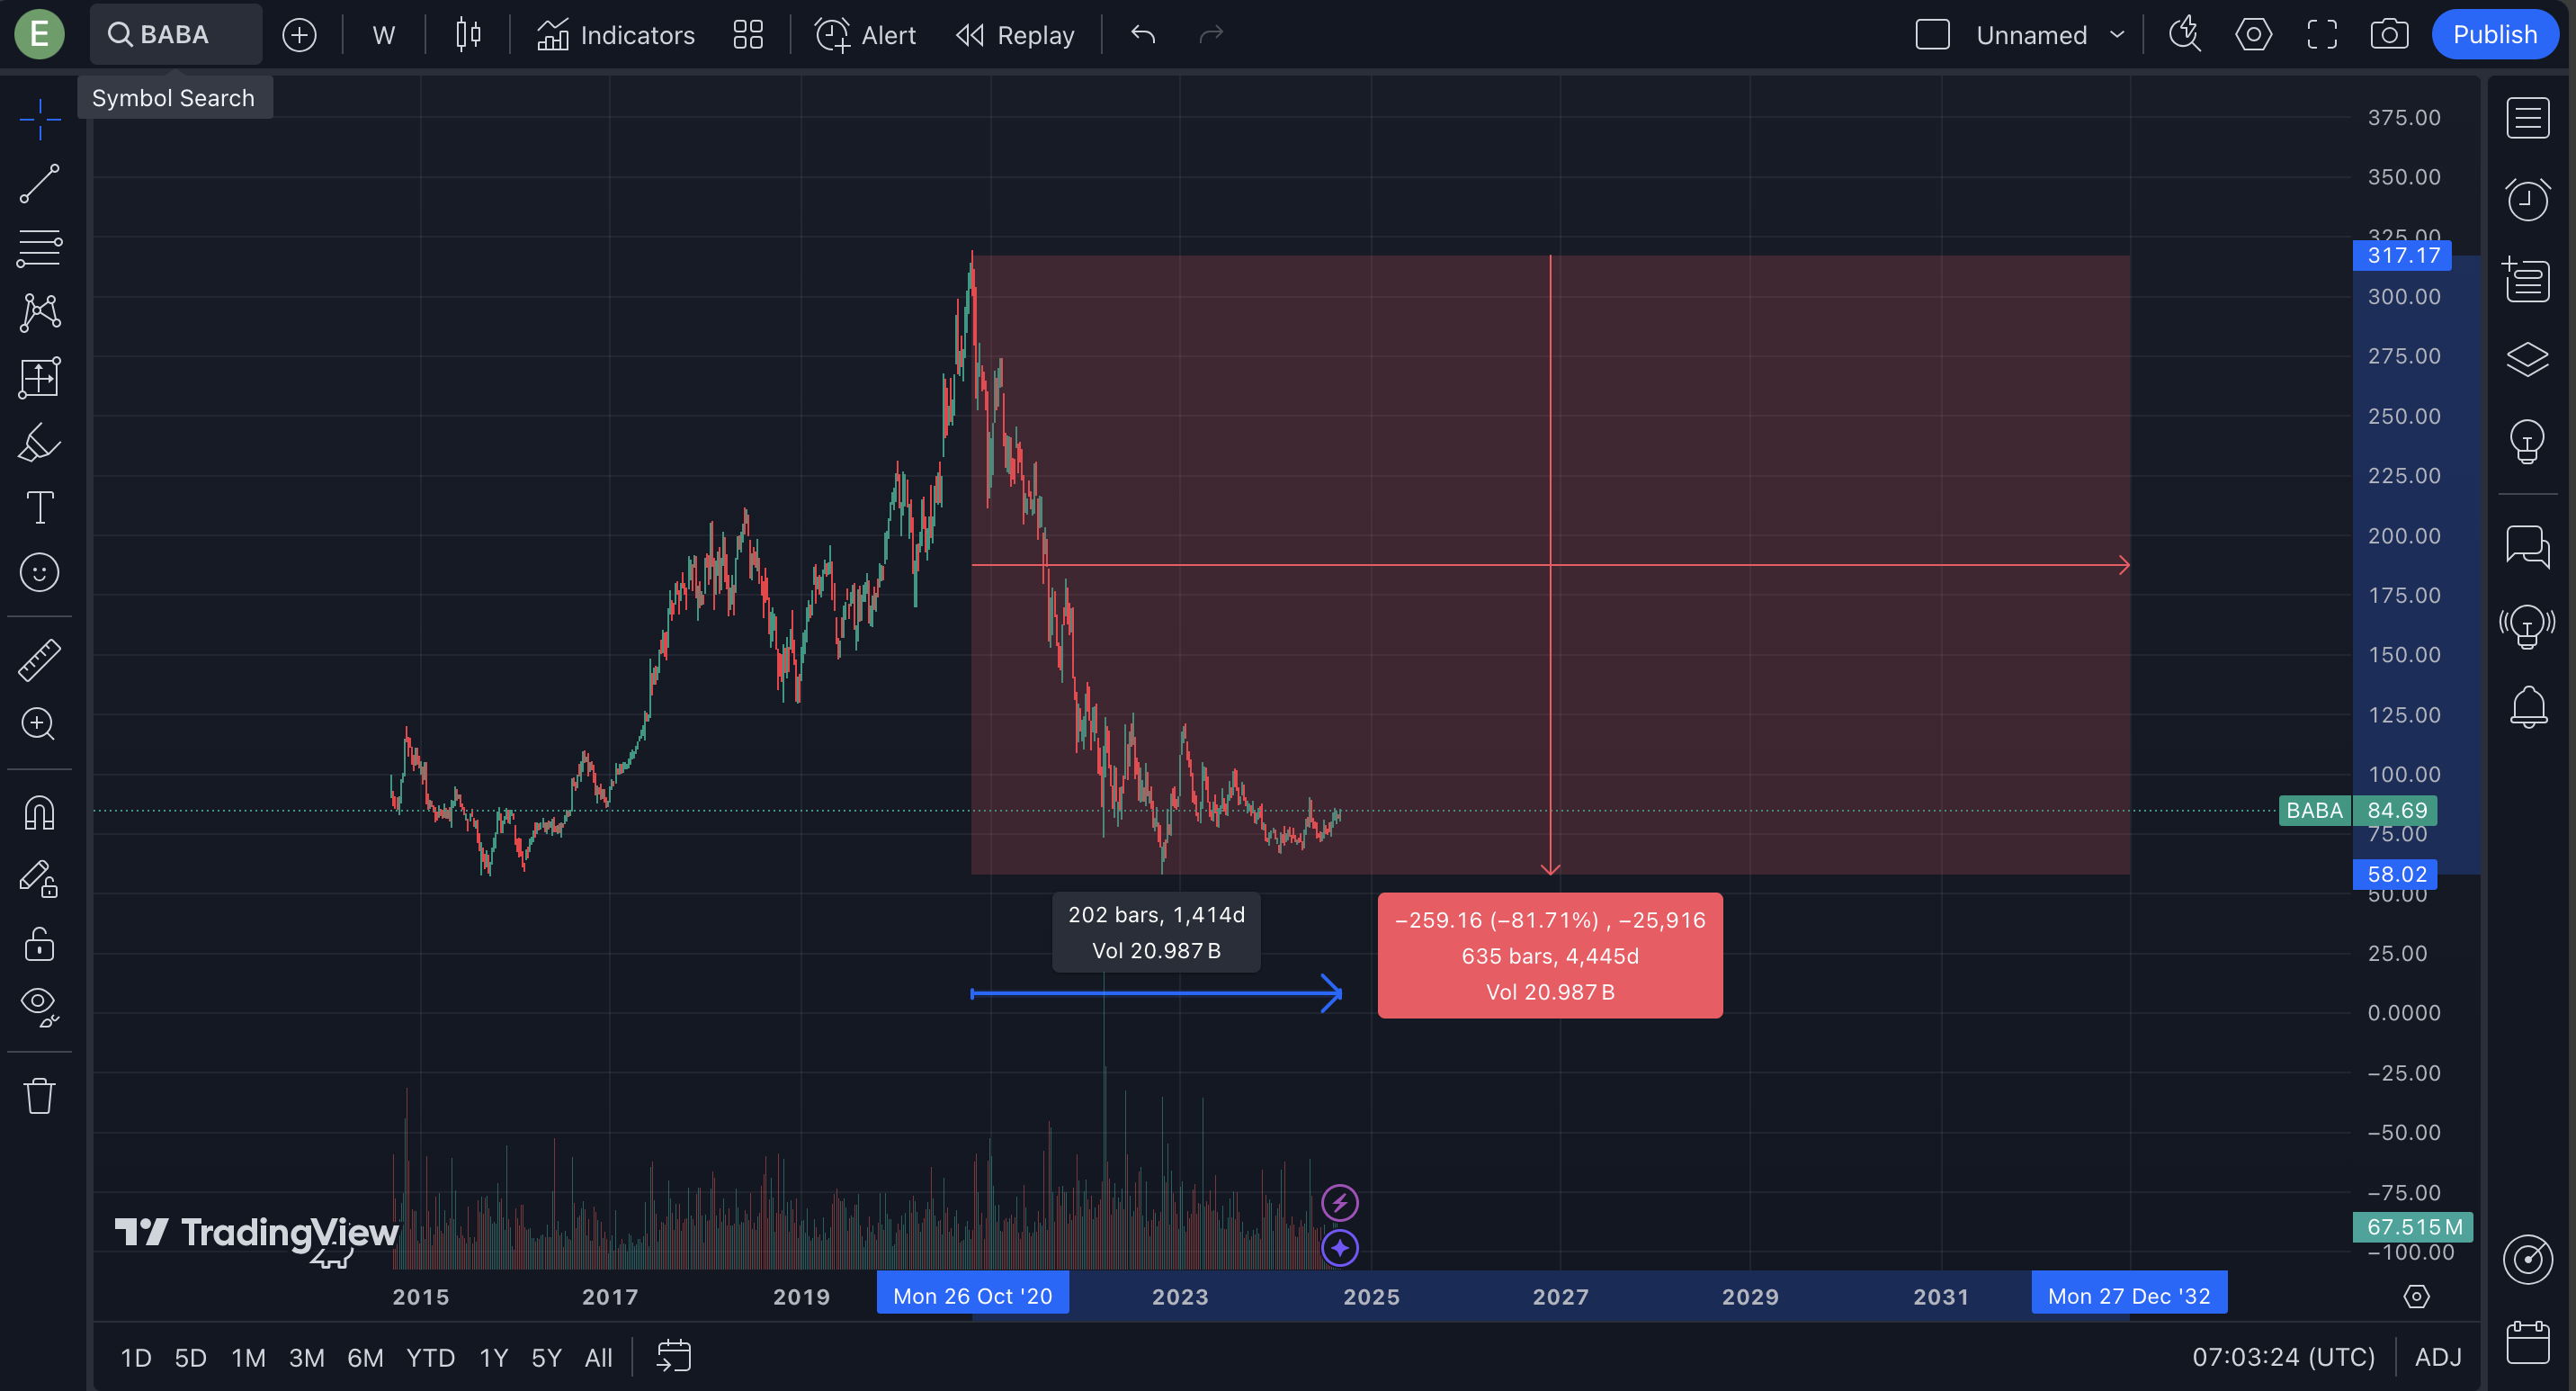 E
BABA
W
Indicators
Alert
Replay
Unnamed
Publish
Symbol Search
375.00
350.00
325.00
317.17
300.00
275.00
250.00
225.00
200.00
175.00
150.00
125.00
100.00
BABA 84.69
75.00
58.02
50.00
25.00
0.0000
−25.00
−50.00
−75.00
67.515 M
−100.00
202 bars, 1,414d
Vol 20.987 B
−259.16 (−81.71%) , −25,916
635 bars, 4,445d
Vol 20.987 B
TradingView
2015 2017 2019 Mon 26 Oct '20 2023 2025 2027 2029 2031 Mon 27 Dec '32
1D 5D 1M 3M 6M YTD 1Y 5Y All
07:03:24 (UTC) ADJ